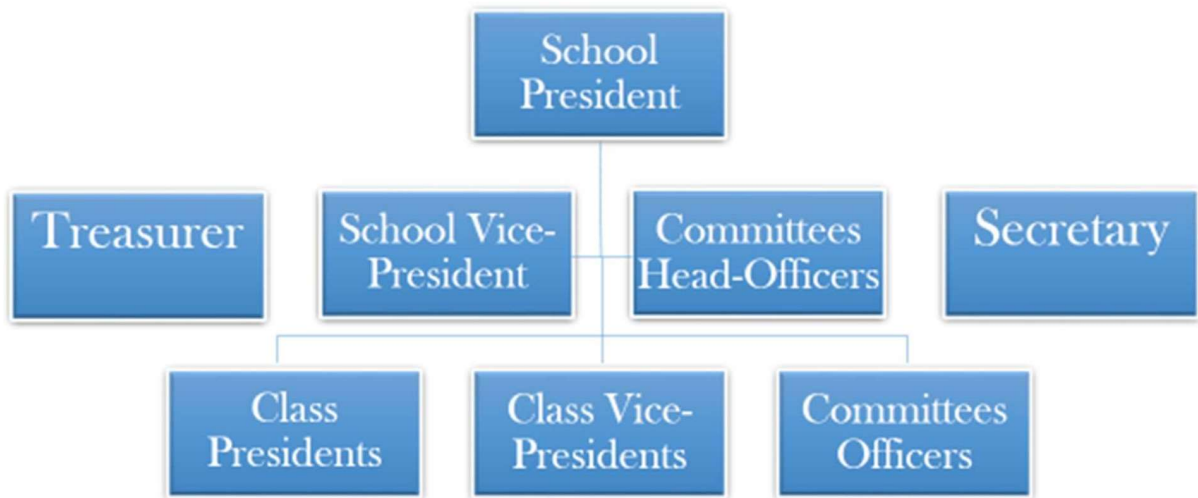 School
President
Treasurer
School Vice-
President
Committees
Head-Officers
Secretary
Class
Presidents
Class Vice-
Presidents
Committees
Officers